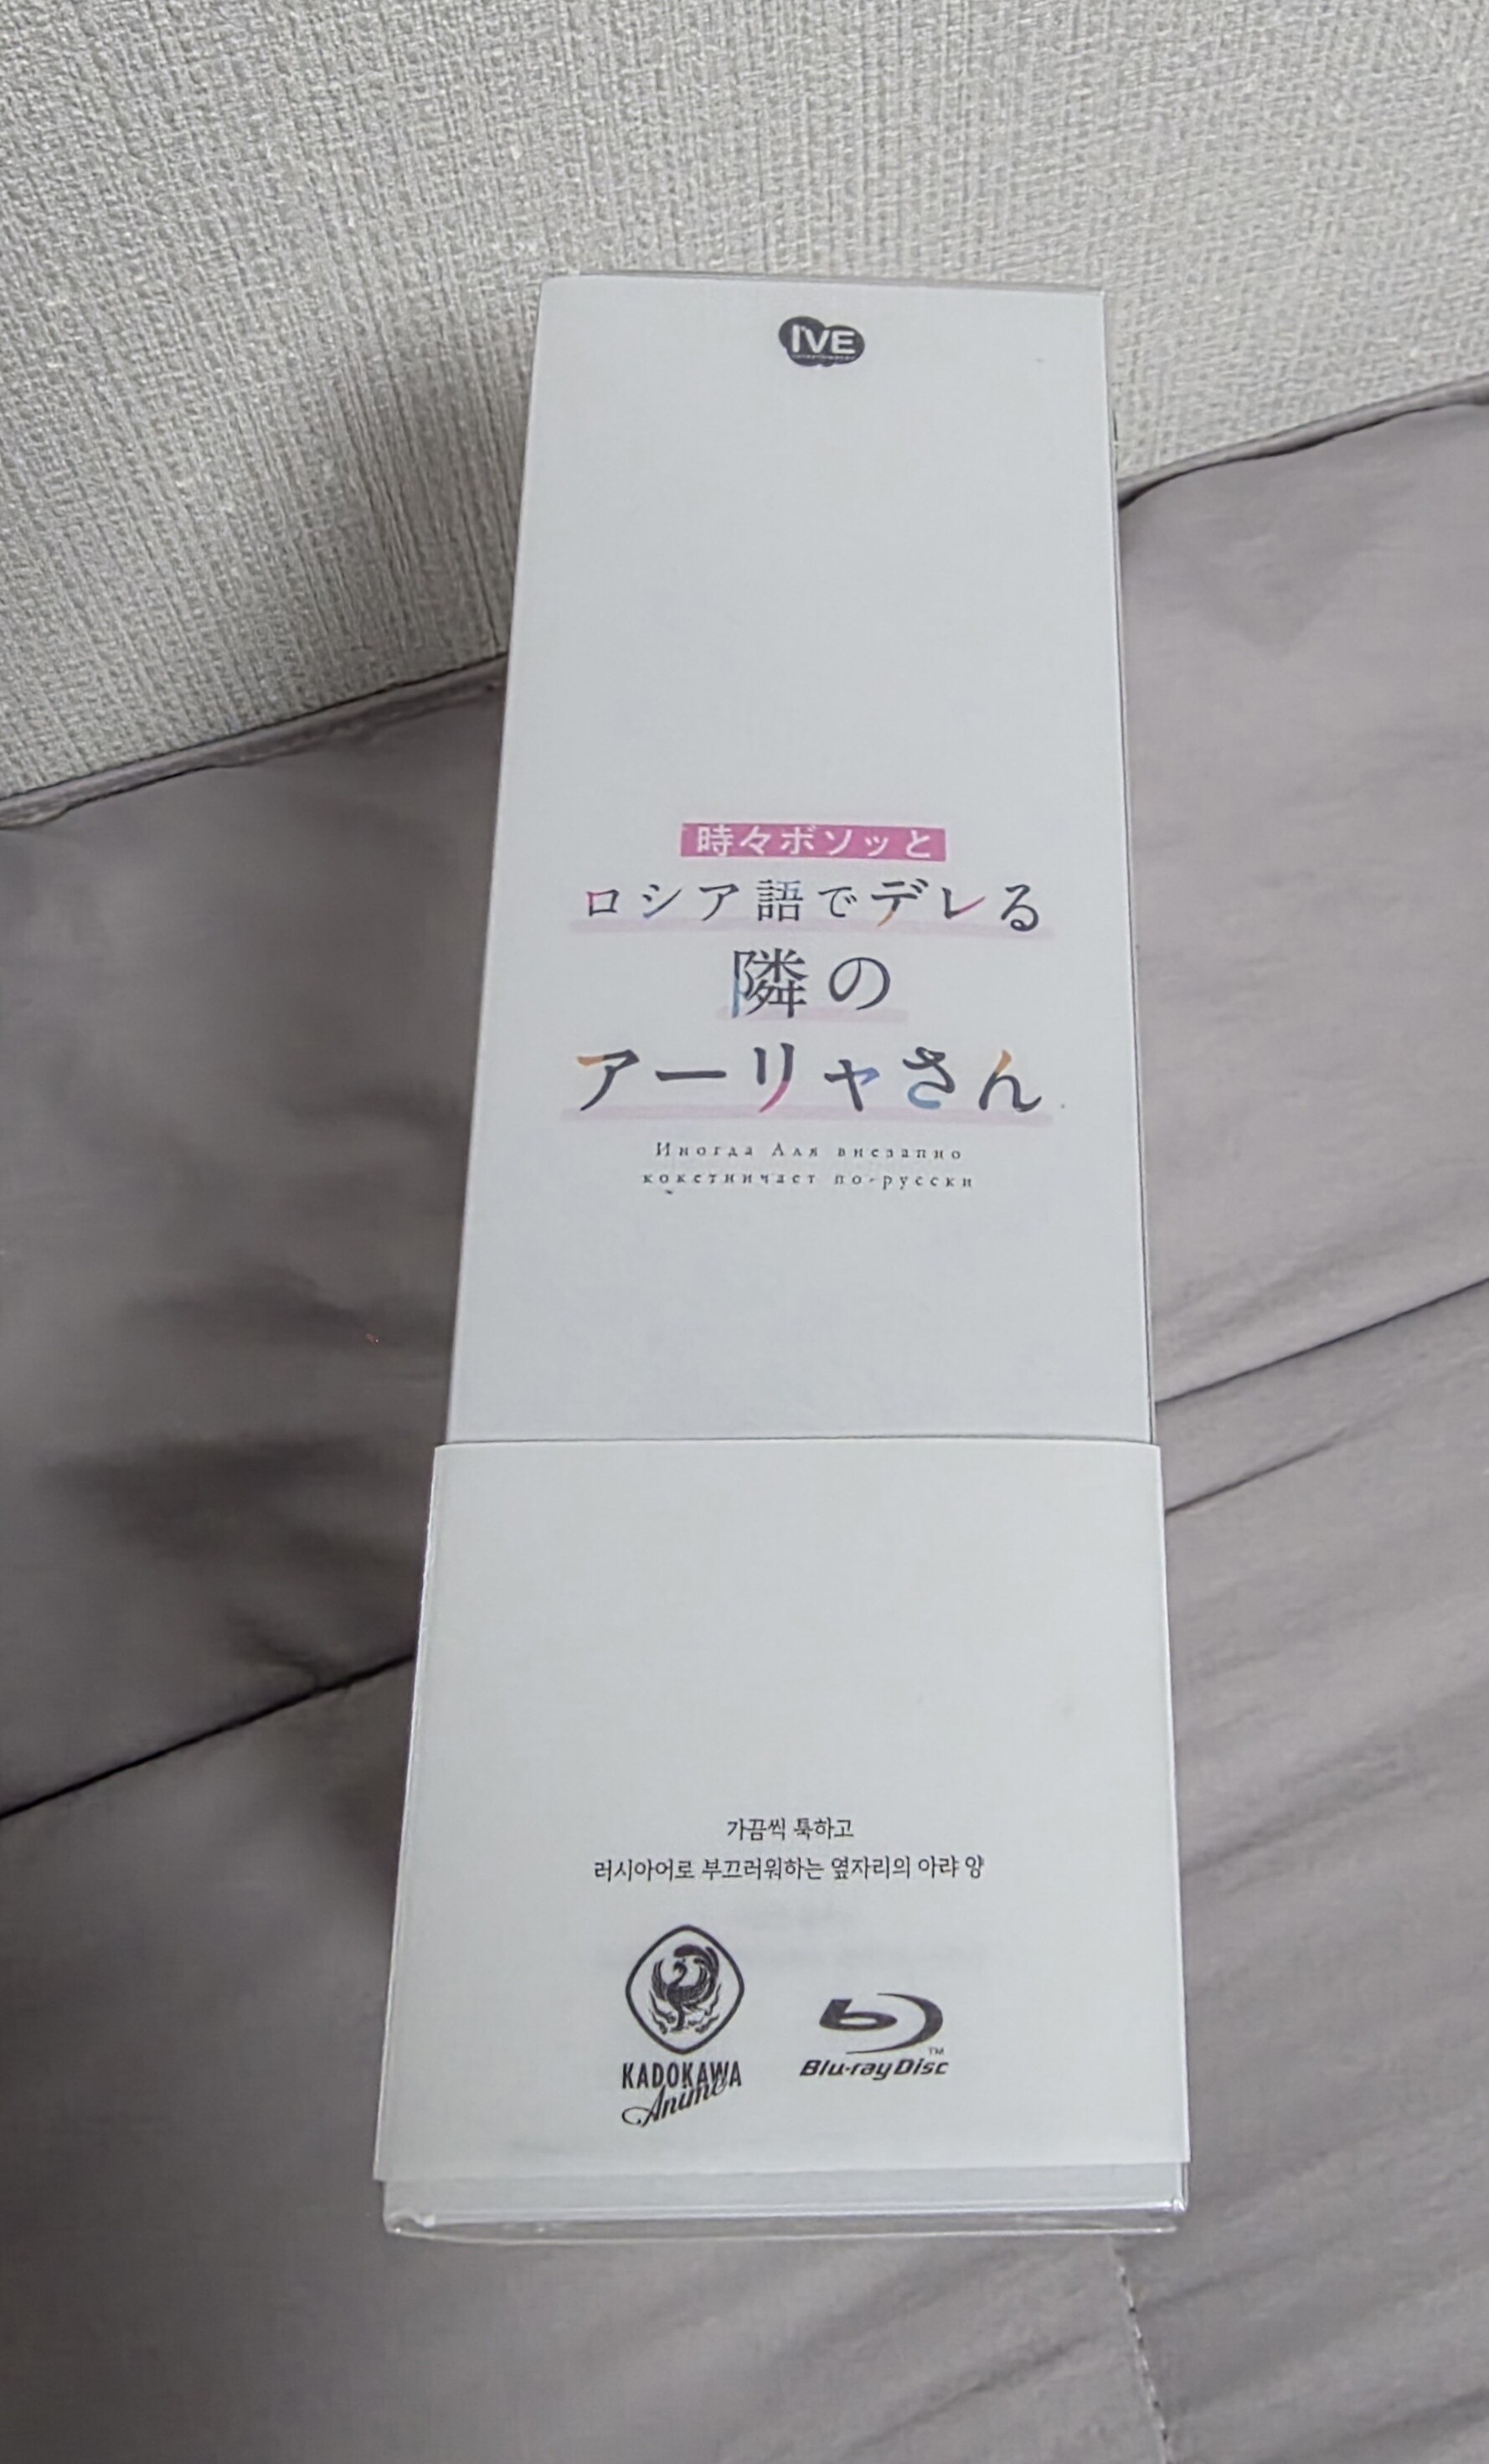 IVE
時々ボソッと
ロシア語でデレる
隣の
アーリャさん
Иногда Аля внезапно
кокетничает по-русски
가끔씩 툭하고
러시아어로 부끄러워하는 옆자리의 아랴 양
KADOKAWA
Anime
Blu-ray Disc
TM